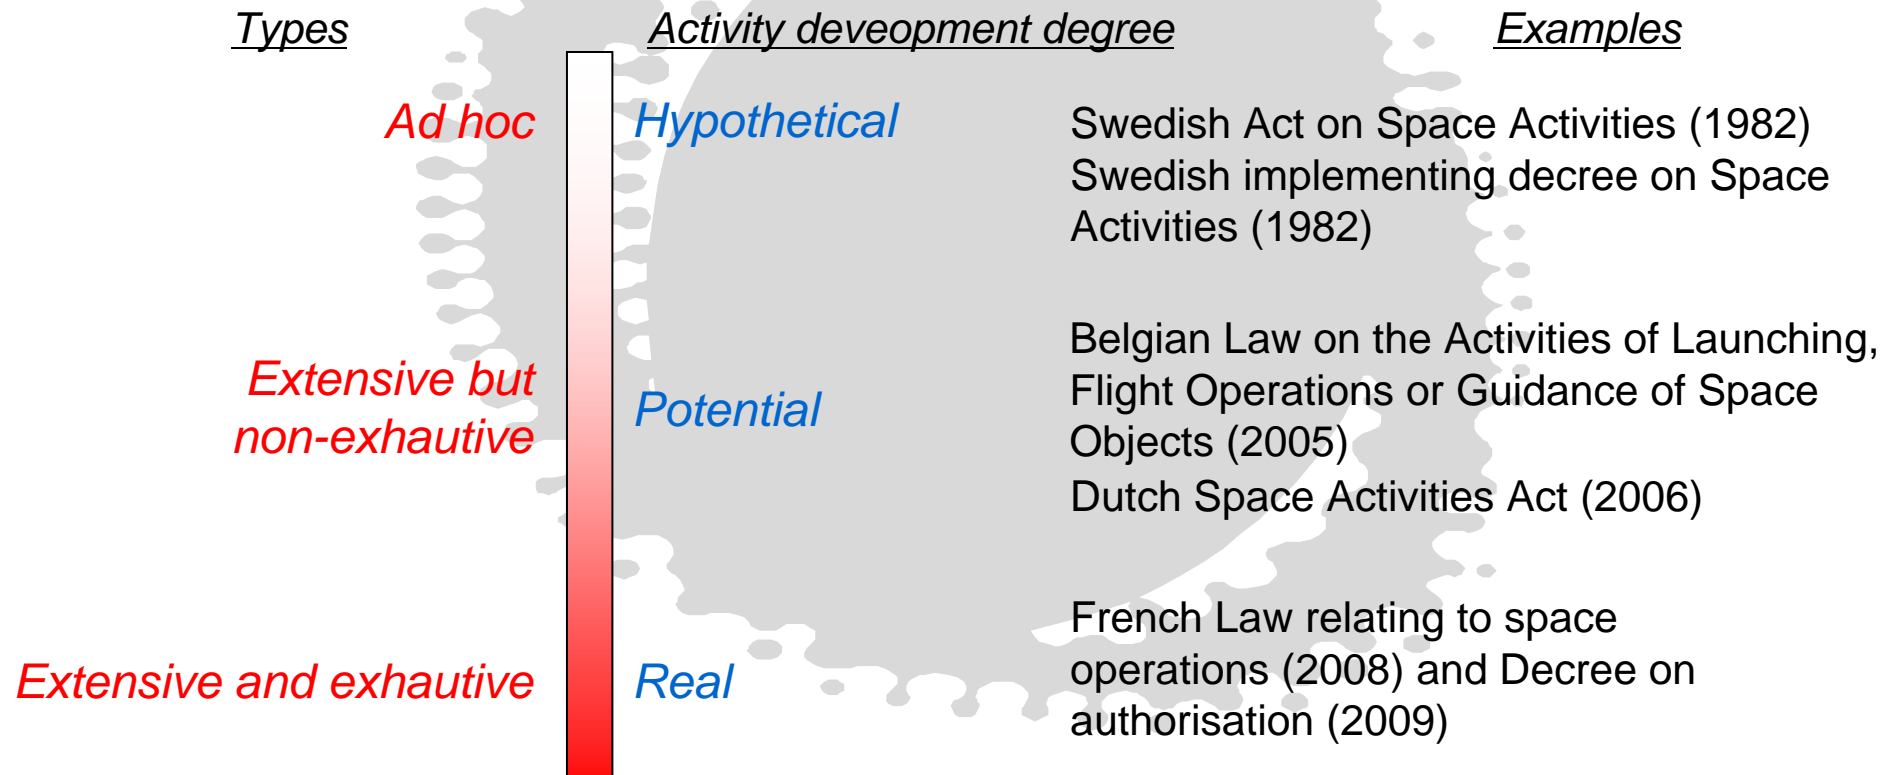 Types
Activity deveopment degree
Examples
Ad hoc
Hypothetical
Swedish Act on Space Activities (1982)
Swedish implementing decree on Space
Activities (1982)
Extensive but
non-exhautive
Potential
Belgian Law on the Activities of Launching,
Flight Operations or Guidance of Space
Objects (2005)
Dutch Space Activities Act (2006)
Extensive and exhautive
Real
French Law relating to space
operations (2008) and Decree on
authorisation (2009)